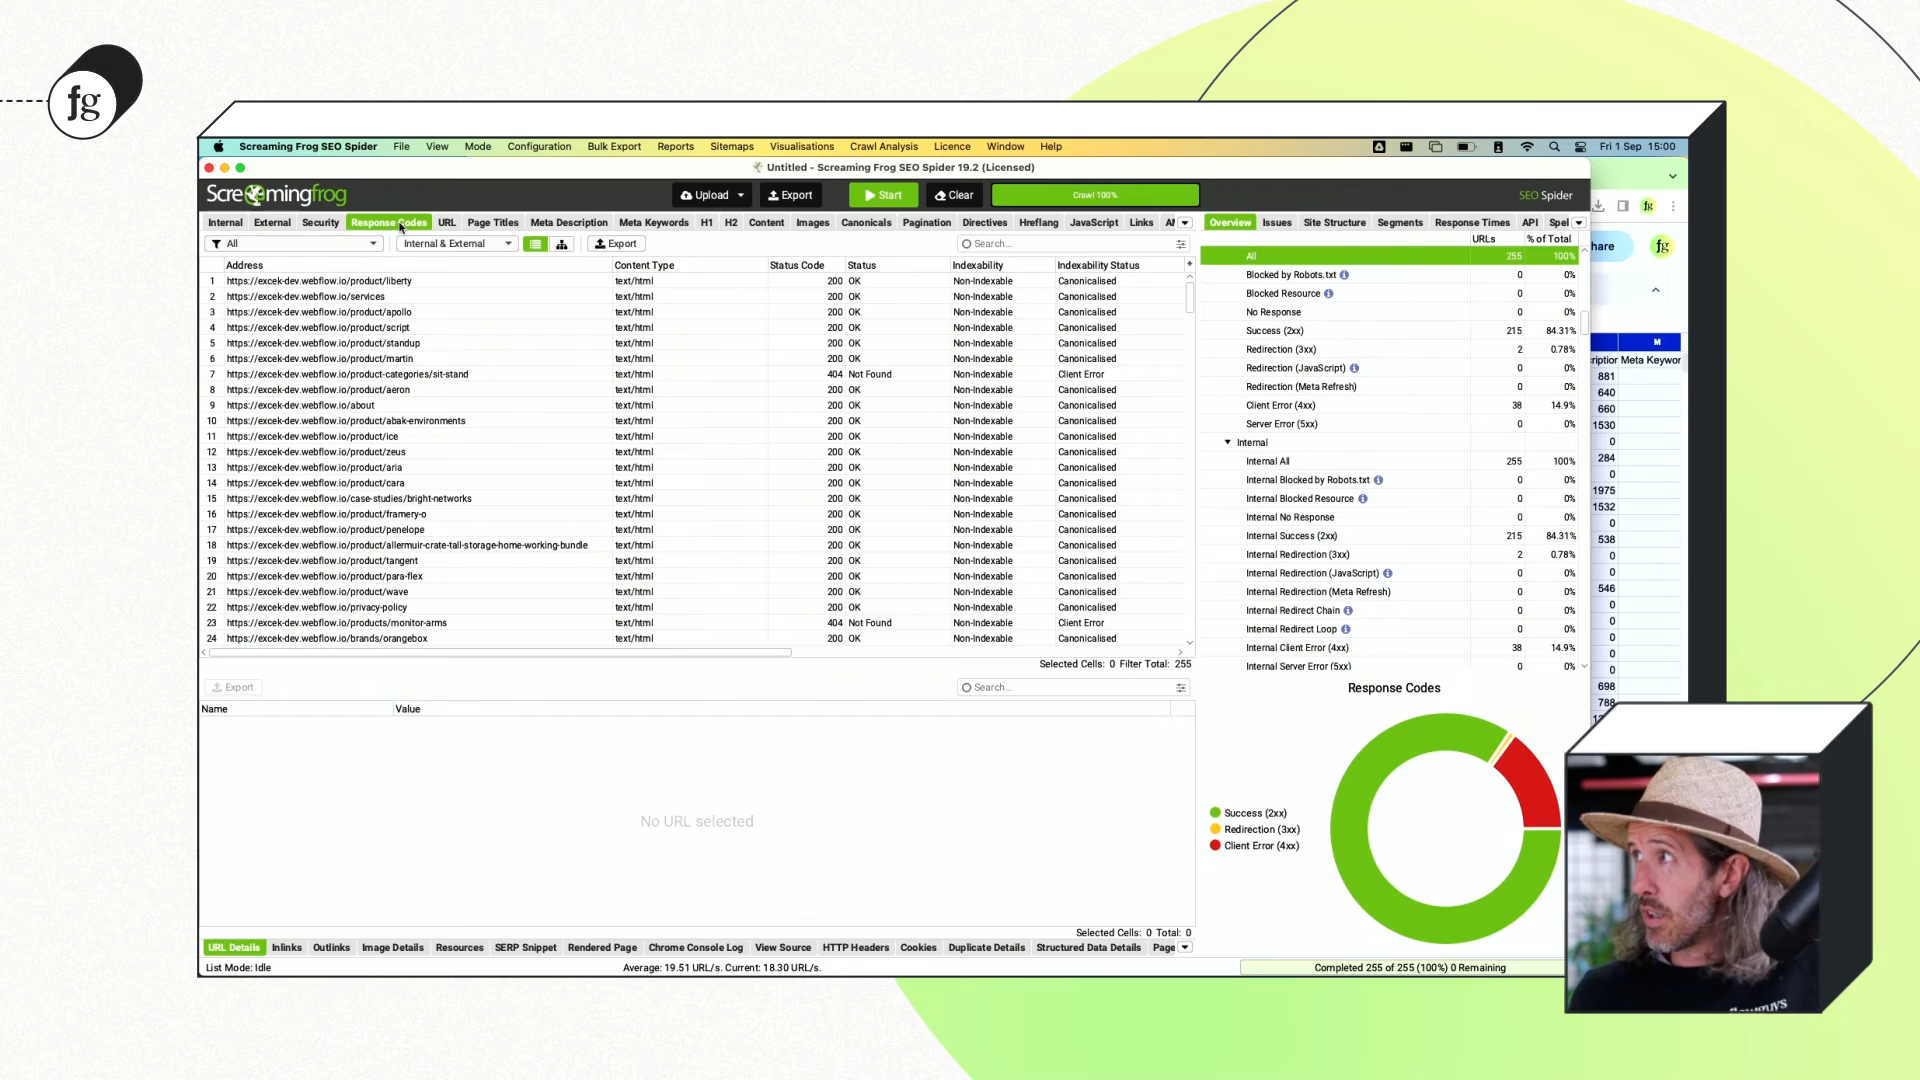 fg
Screaming Frog SEO Spider File View Mode Configuration Bulk Export Reports Sitemaps Visualisations Crawl Analysis Licence Window Help Fri 1 Sep 15:00
Untitled - Screaming Frog SEO Spider 19.2 (Licensed)
Screamingfrog Upload Export Start Clear Crawl 100% SEO Spider
fg
Internal External Security Response Codes URL Page Titles Meta Description Meta Keywords H1 H2 Content Images Canonicals Pagination Directives Hreflang JavaScript Links Overview Issues Site Structure Segments Response Times API Spel
All Internal & External Export Search... URLs % of Total hare fg
Address Content Type Status Code Status Indexability Indexability Status
1 https://excek-dev.webflow.io/product/liberty text/html 200 OK Non-Indexable Canonicalised
2 https://excek-dev.webflow.io/services text/html 200 OK Non-Indexable Canonicalised
3 https://excek-dev.webflow.io/product/apollo text/html 200 OK Non-Indexable Canonicalised
4 https://excek-dev.webflow.io/product/script text/html 200 OK Non-Indexable Canonicalised
5 https://excek-dev.webflow.io/product/standup text/html 200 OK Non-Indexable Canonicalised
6 https://excek-dev.webflow.io/product/martin text/html 200 OK Non-Indexable Canonicalised
7 https://excek-dev.webflow.io/product-categories/sit-stand text/html 404 Not Found Non-Indexable Client Error
8 https://excek-dev.webflow.io/product/aeron text/html 200 OK Non-Indexable Canonicalised
9 https://excek-dev.webflow.io/about text/html 200 OK Non-Indexable Canonicalised
10 https://excek-dev.webflow.io/product/abak-environments text/html 200 OK Non-Indexable Canonicalised
11 https://excek-dev.webflow.io/product/ice text/html 200 OK Non-Indexable Canonicalised
12 https://excek-dev.webflow.io/product/zeus text/html 200 OK Non-Indexable Canonicalised
13 https://excek-dev.webflow.io/product/aria text/html 200 OK Non-Indexable Canonicalised
14 https://excek-dev.webflow.io/product/cara text/html 200 OK Non-Indexable Canonicalised
15 https://excek-dev.webflow.io/case-studies/bright-networks text/html 200 OK Non-Indexable Canonicalised
16 https://excek-dev.webflow.io/product/framery-o text/html 200 OK Non-Indexable Canonicalised
17 https://excek-dev.webflow.io/product/penelope text/html 200 OK Non-Indexable Canonicalised
18 https://excek-dev.webflow.io/product/allermuir-crate-tall-storage-home-working-bundle text/html 200 OK Non-Indexable Canonicalised
19 https://excek-dev.webflow.io/product/tangent text/html 200 OK Non-Indexable Canonicalised
20 https://excek-dev.webflow.io/product/para-flex text/html 200 OK Non-Indexable Canonicalised
21 https://excek-dev.webflow.io/product/wave text/html 200 OK Non-Indexable Canonicalised
22 https://excek-dev.webflow.io/privacy-policy text/html 200 OK Non-Indexable Canonicalised
23 https://excek-dev.webflow.io/products/monitor-arms text/html 404 Not Found Non-Indexable Client Error
24 https://excek-dev.webflow.io/brands/orangebox text/html 200 OK Non-Indexable Canonicalised
Selected Cells: 0 Filter Total: 255
All 255 100%
Blocked by Robots.txt 0 0%
Blocked Resource 0 0%
No Response 0 0%
Success (2xx) 215 84.31%
Redirection (3xx) 2 0.78%
Redirection (JavaScript) 0 0%
Redirection (Meta Refresh) 0 0%
Client Error (4xx) 38 14.9%
Server Error (5xx) 0 0%
Internal
Internal All 255 100%
Internal Blocked by Robots.txt 0 0%
Internal Blocked Resource 0 0%
Internal No Response 0 0%
Internal Success (2xx) 215 84.31%
Internal Redirection (3xx) 2 0.78%
Internal Redirection (JavaScript) 0 0%
Internal Redirection (Meta Refresh) 0 0%
Internal Redirect Chain 0 0%
Internal Redirect Loop 0 0%
Internal Client Error (4xx) 38 14.9%
Internal Server Error (5xx) 0 0%
M
ription Meta Keywor
881
640
660
1530
0
284
0
1975
1532
0
538
0
0
546
0
0
0
0
0
698
788
Export Search...
Name Value
No URL selected
Response Codes
Success (2xx)
Redirection (3xx)
Client Error (4xx)
Selected Cells: 0 Total: 0
URL Details Inlinks Outlinks Image Details Resources SERP Snippet Rendered Page Chrome Console Log View Source HTTP Headers Cookies Duplicate Details Structured Data Details Page
List Mode: Idle Average: 19.51 URL/s. Current: 18.30 URL/s. Completed 255 of 255 (100%) 0 Remaining